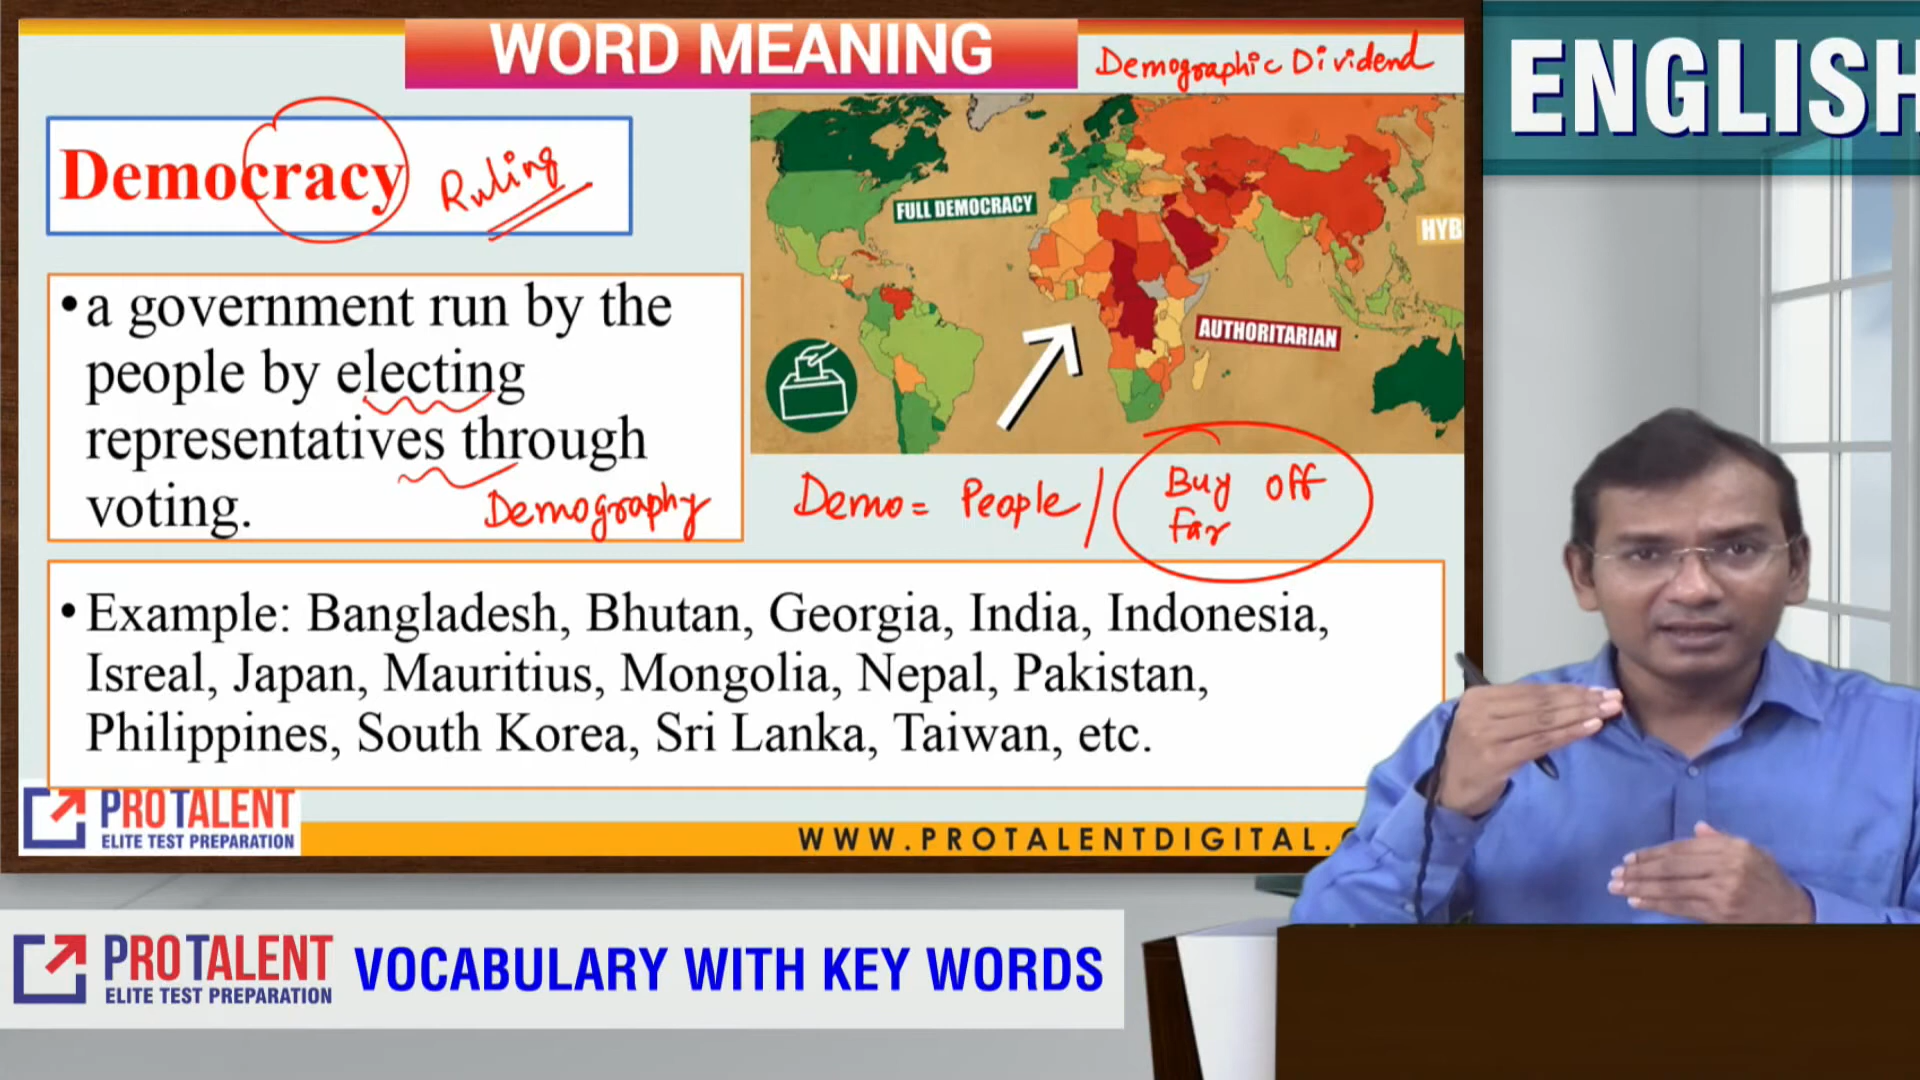 WORD MEANING
Demographic Dividend
ENGLISH
Democracy
Ruling
FULL DEMOCRACY
HYB
AUTHORITARIAN
• a government run by the
people by electing
representatives through
voting.
Demography
Demo = People / Buy off
far
• Example: Bangladesh, Bhutan, Georgia, India, Indonesia,
Isreal, Japan, Mauritius, Mongolia, Nepal, Pakistan,
Philippines, South Korea, Sri Lanka, Taiwan, etc.
PROTALENT
ELITE TEST PREPARATION
WWW.PROTALENTDIGITAL.
PROTALENT
ELITE TEST PREPARATION
VOCABULARY WITH KEY WORDS